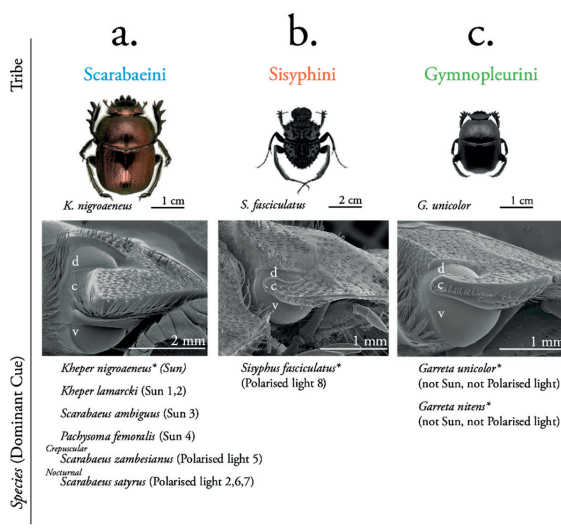 a.
b.
c.
Tribe
Scarabaeini
Sisyphini
Gymnopleurini
K. nigroaeneus
1 cm
S. fasciculatus
2 cm
G. unicolor
1 cm
d
c
v
2 mm
d
c
v
1 mm
d
c
v
1 mm
Species (Dominant Cue)
Kheper nigroaeneus* (Sun)
Kheper lamarcki (Sun 1,2)
Scarabaeus ambiguus (Sun 3)
Pachysoma femoralis (Sun 4)
Crepuscular
Scarabaeus zambesianus (Polarised light 5)
Nocturnal
Scarabaeus satyrus (Polarised light 2,6,7)
Sisyphus fasciculatus*
(Polarised light 8)
Garreta unicolor*
(not Sun, not Polarised light)
Garreta nitens*
(not Sun, not Polarised light)